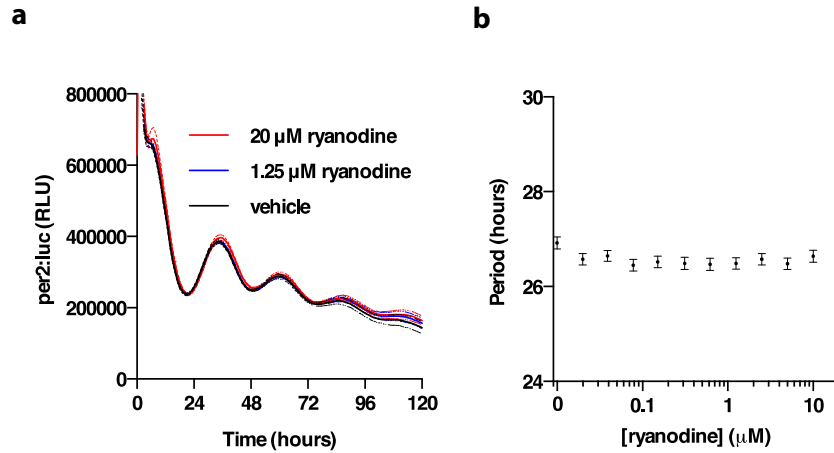 a
800000
600000
400000
200000
0
per2:luc (RLU)
20 µM ryanodine
1.25 µM ryanodine
vehicle
0 24 48 72 96 120
Time (hours)
b
30
28
26
24
Period (hours)
0 0.1 1 10
[ryanodine] (µM)